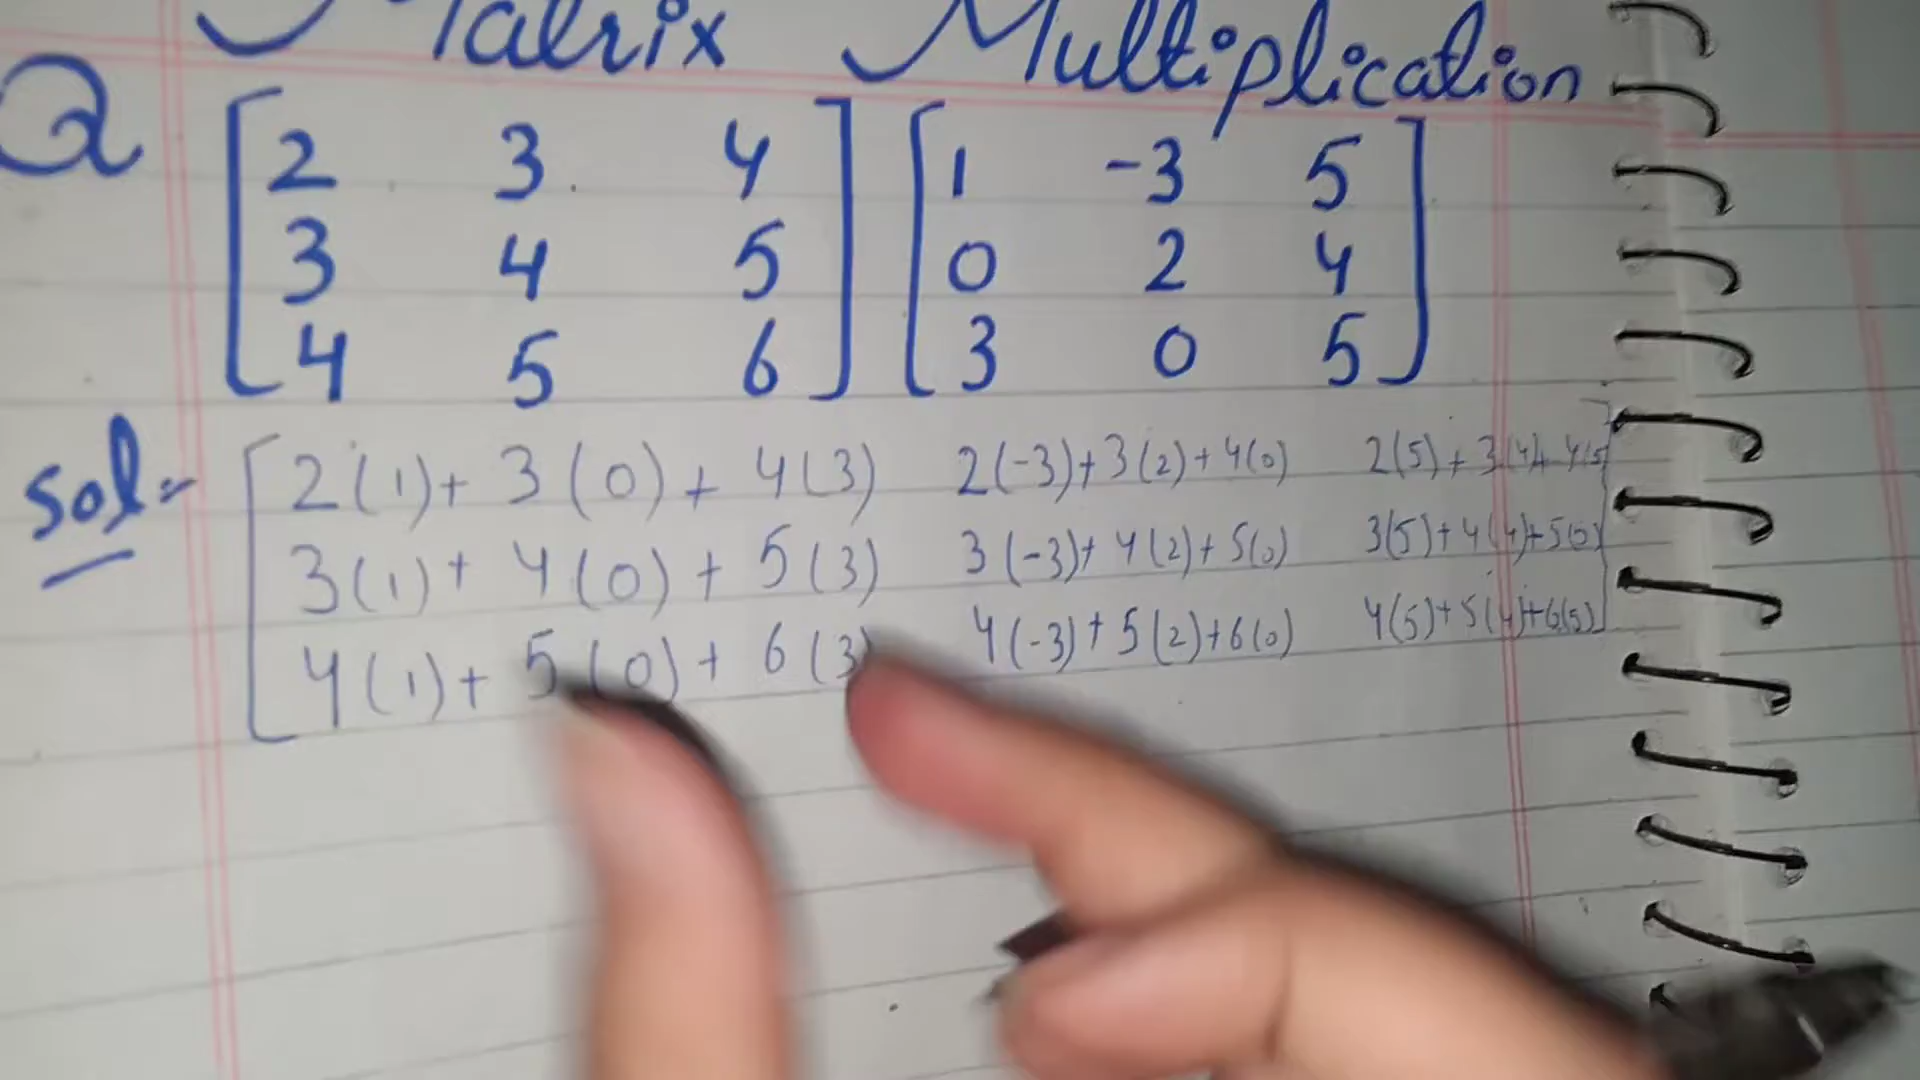 Matrix Multiplication
Q [2 3 4] [1 -3 5]
[3 4 5] [0 2 4]
[4 5 6] [3 0 5]
Sol= [2(1)+3(0)+4(3) 2(-3)+3(2)+4(0) 2(5)+3(4)+4(5]
[3(1)+4(0)+5(3) 3(-3)+4(2)+5(0) 3(5)+4(4)+5(5)]
[4(1)+5(0)+6(3) 4(-3)+5(2)+6(0) 4(5)+5(4)+6(5)]